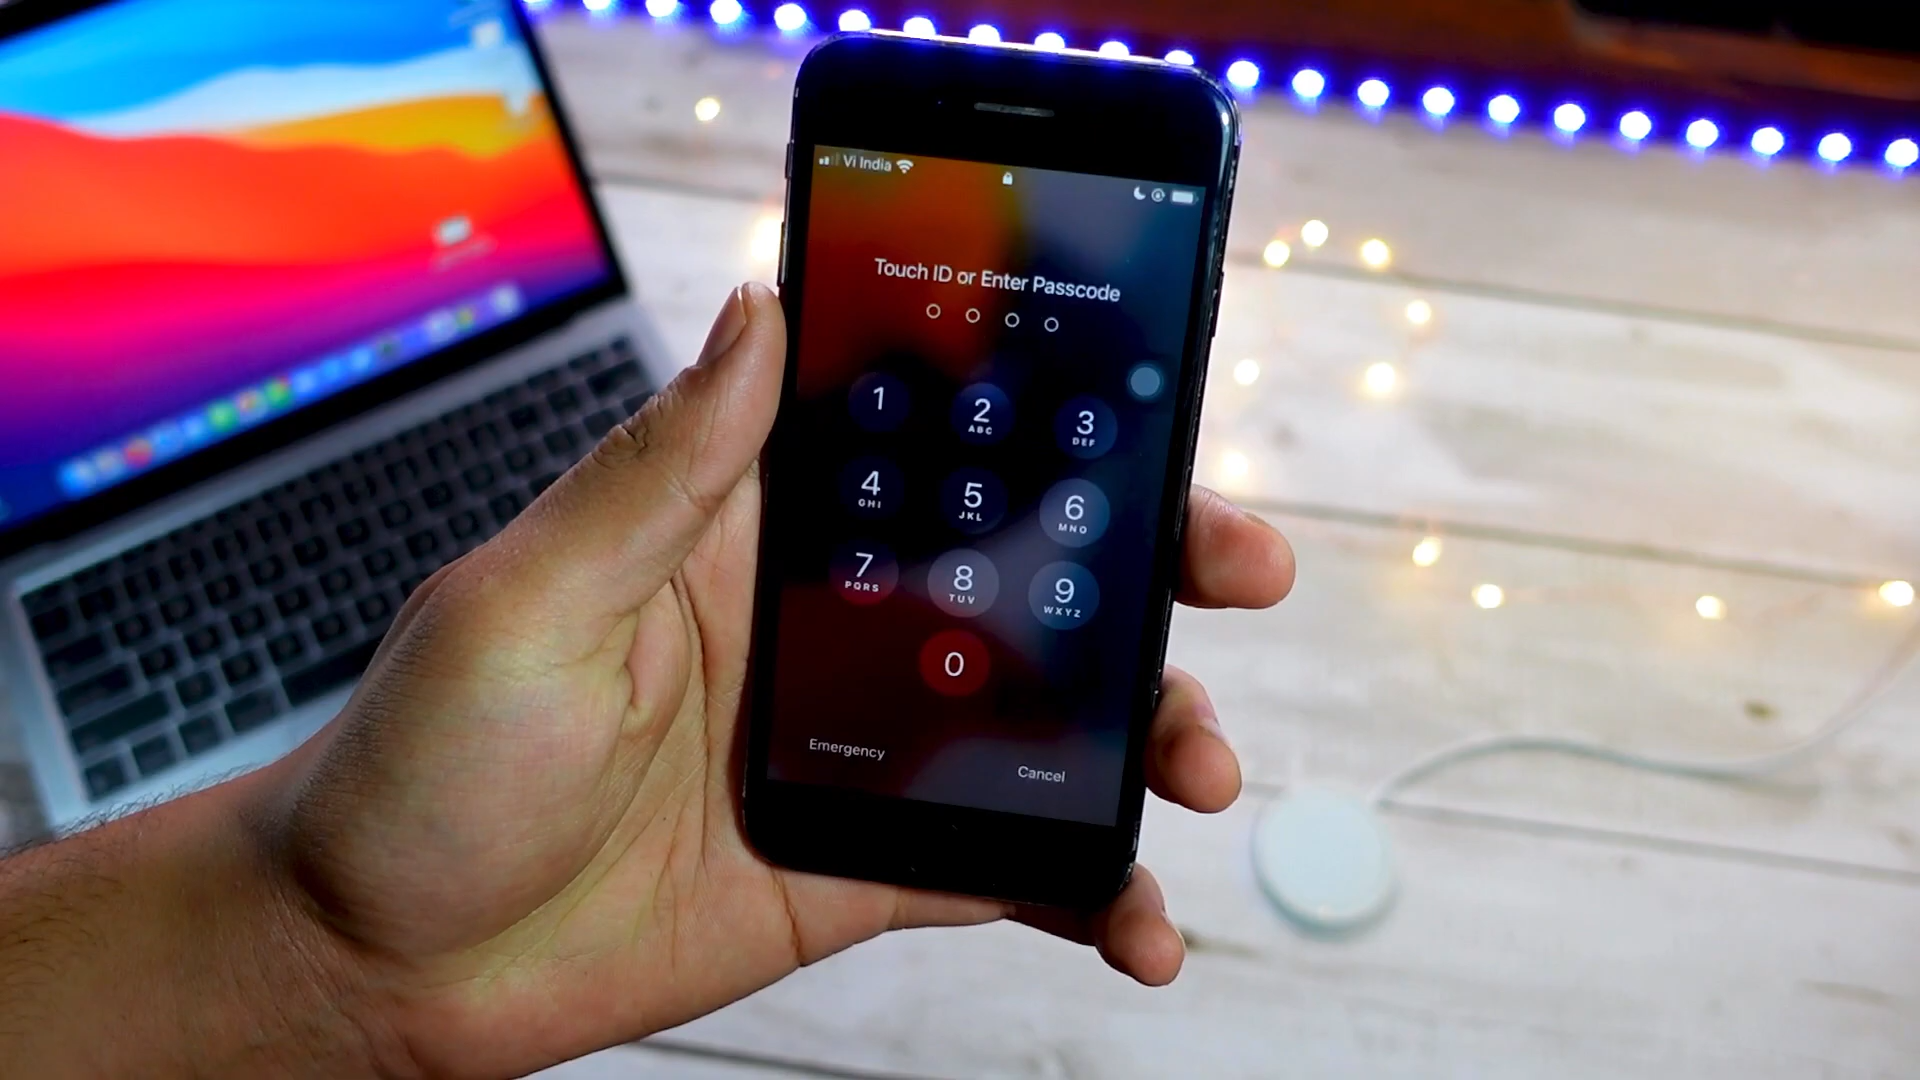 Vi India
Touch ID or Enter Passcode
1
2
ABC
3
DEF
4
GHI
5
JKL
6
MNO
7
PQRS
8
TUV
9
WXYZ
0
Emergency
Cancel